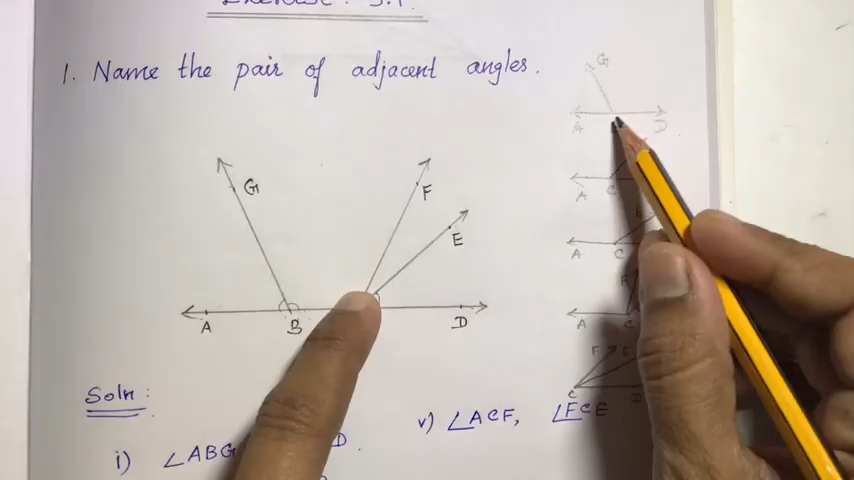 1. Name the pair of adjacent angles.
G
A
D
G
F
E
A
B
D
A
C
A
C
A
C
F
E
C
D
Soln:
v) ∠ACF, ∠FCE
i) ∠ABG
D